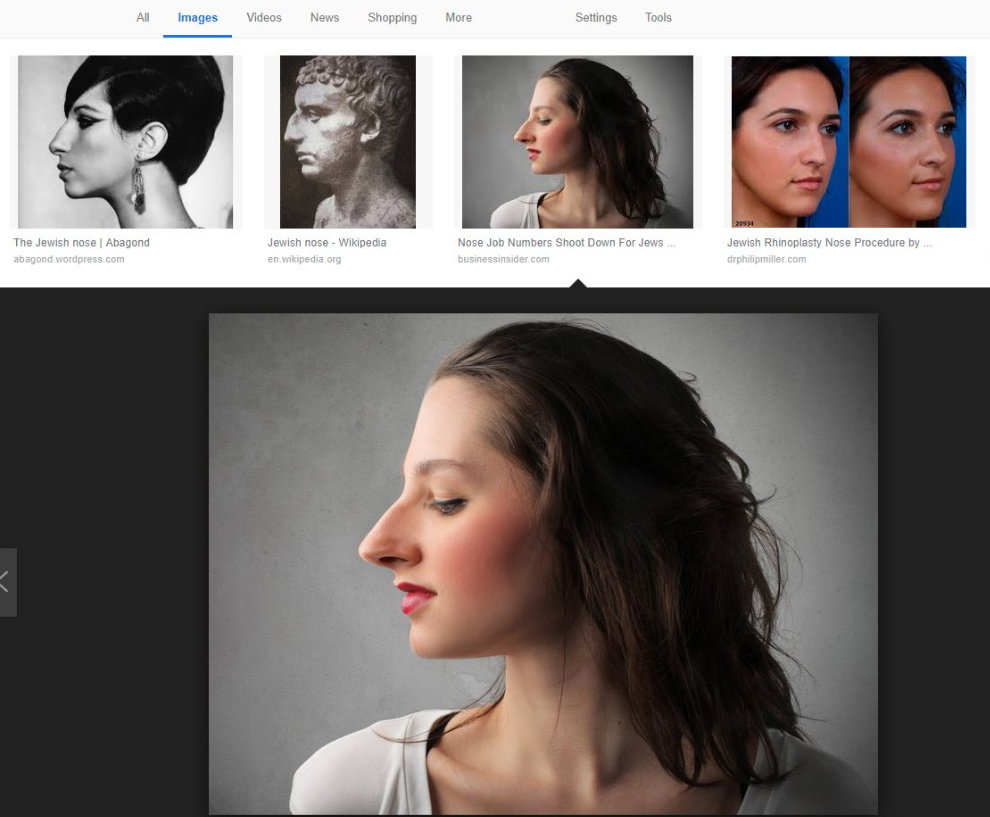 All Images Videos News Shopping More Settings Tools
20934
The Jewish nose | Abagond
abagond.wordpress.com
Jewish nose - Wikipedia
en.wikipedia.org
Nose Job Numbers Shoot Down For Jews ...
businessinsider.com
Jewish Rhinoplasty Nose Procedure by ...
drphilipmiller.com